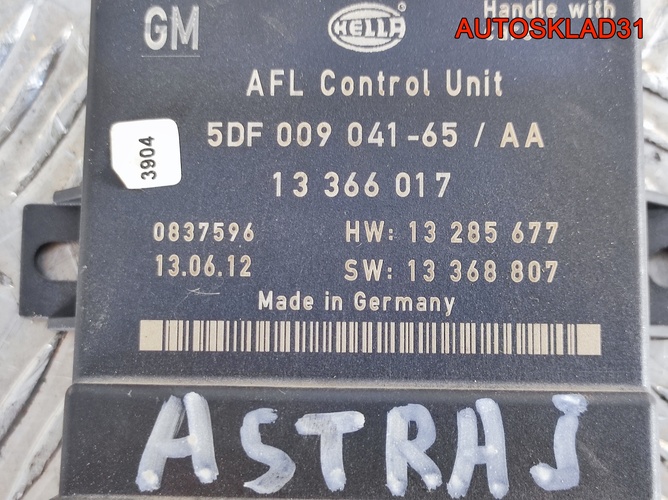 AUTOSKLAD31
GM
HELLA
Handle with
AFL Control Unit
5DF 009 041-65 / AA
13 366 017
3904
0837596 HW: 13 285 677
13.06.12 SW: 13 368 807
Made in Germany
ASTRA J